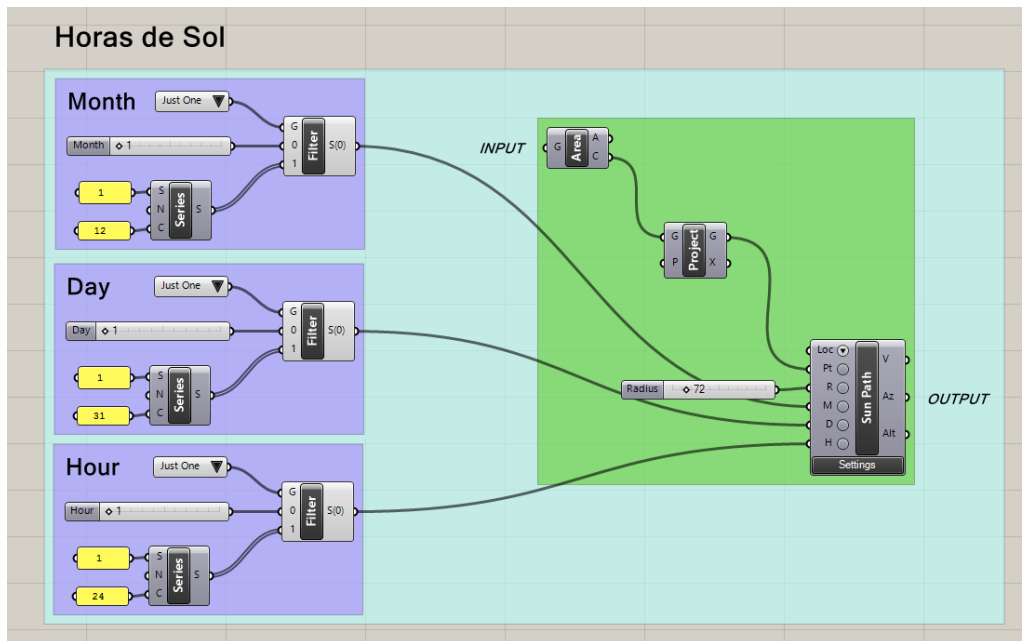 Horas de Sol
Month
Just One
Month 1
G
0
1
Filter
S(0)
1
12
S
N
C
Series
S
Day
Just One
Day 1
G
0
1
Filter
S(0)
1
31
S
N
C
Series
S
Hour
Just One
Hour 1
G
0
1
Filter
S(0)
1
24
S
N
C
Series
S
INPUT
G
Area
A
C
G
P
Project
G
X
Radius 72
Loc
Pt
R
M
D
H
Sun Path
V
Az
Alt
Settings
OUTPUT